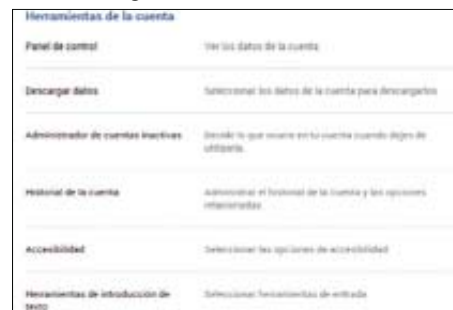 Herramientas de la cuenta
Panel de control
Ver los datos de la cuenta
Descargar datos
Seleccionar los datos de la cuenta para descargarlos
Administrador de cuentas inactivas
Decide lo que ocurre en tu cuenta cuando dejes de
utilizarla.
Historial de la cuenta
Administrar el historial de la cuenta y las opciones
relacionadas
Accesibilidad
Seleccionar las opciones de accesibilidad
Herramientas de introducción de
texto
Seleccionar herramientas de entrada